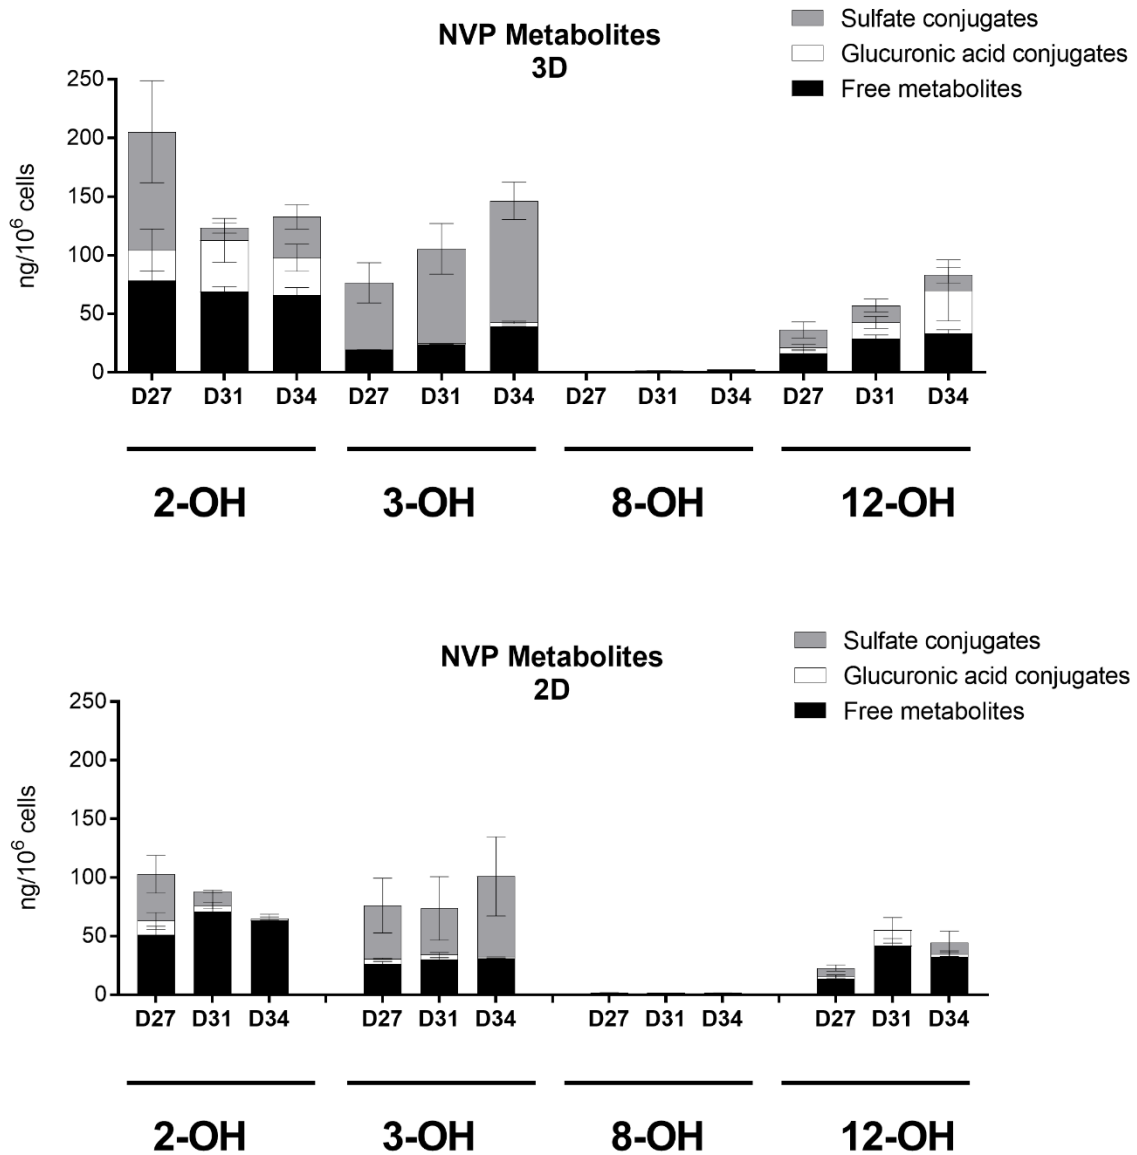 NVP Metabolites
3D
Sulfate conjugates
Glucuronic acid conjugates
Free metabolites
ng/10⁶ cells
250
200
150
100
50
0
D27 D31 D34 D27 D31 D34 D27 D31 D34 D27 D31 D34
2-OH 3-OH 8-OH 12-OH
NVP Metabolites
2D
Sulfate conjugates
Glucuronic acid conjugates
Free metabolites
ng/10⁶ cells
250
200
150
100
50
0
D27 D31 D34 D27 D31 D34 D27 D31 D34 D27 D31 D34
2-OH 3-OH 8-OH 12-OH